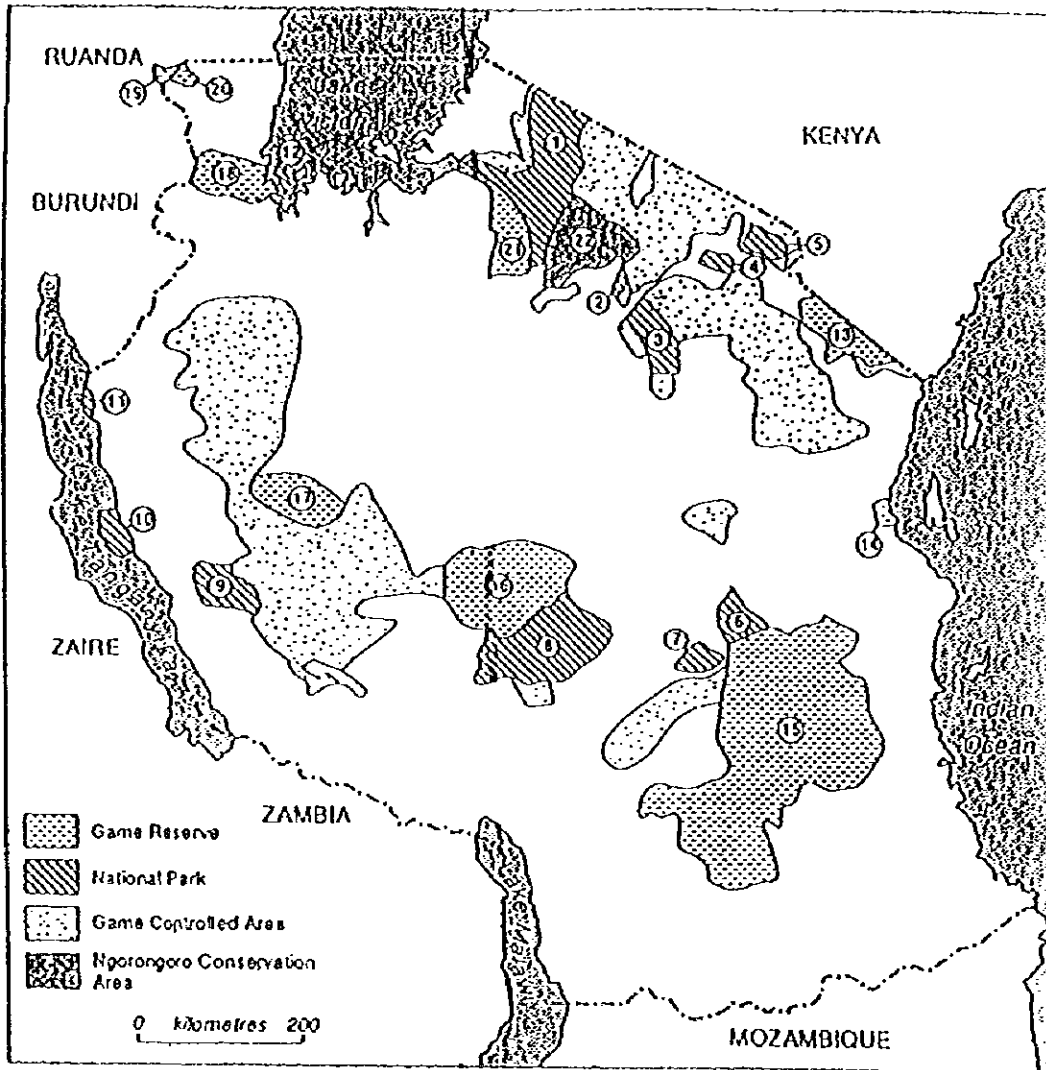 RUANDA
19
20
KENYA
1
12
18
BURUNDI
21
22
5
4
2
3
13
11
17
10
14
9
16
ZAIRE
8
7
6
15
Indian
Ocean
ZAMBIA
Game Reserve
National Park
Game Controlled Area
Ngorongoro Conservation
Area
0 kilometres 200
MOZAMBIQUE